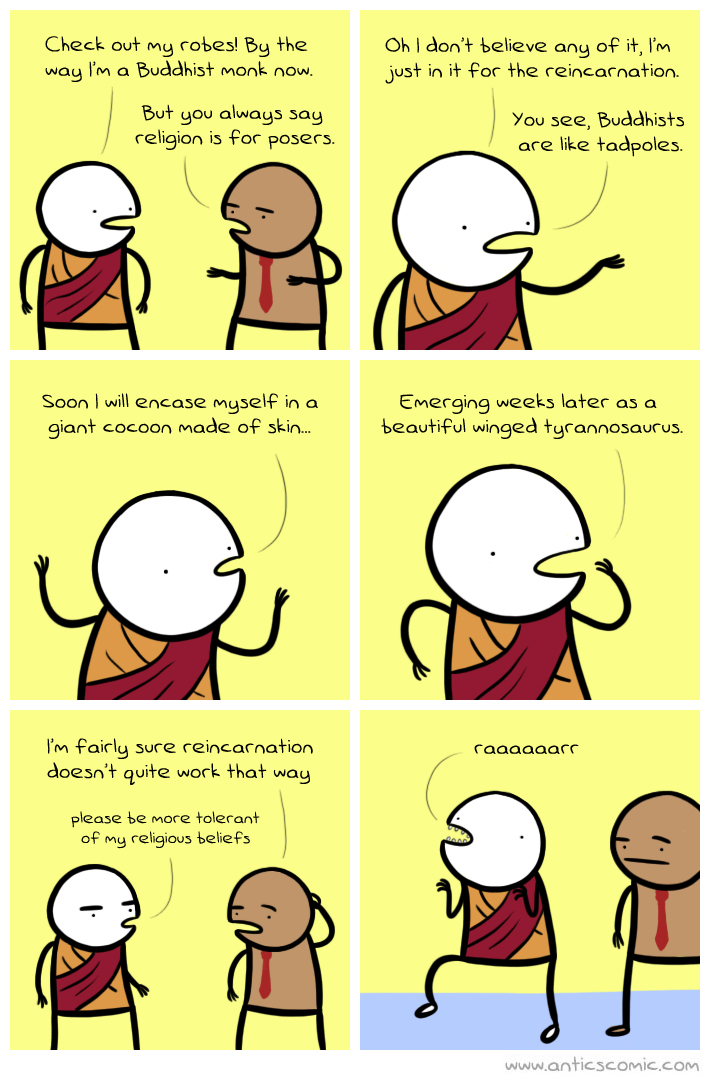 Check out my robes! By the
way I'm a Buddhist monk now.
But you always say
religion is for posers.
Oh I don't believe any of it, I'm
just in it for the reincarnation.
You see, Buddhists
are like tadpoles.
Soon I will encase myself in a
giant cocoon made of skin...
Emerging weeks later as a
beautiful winged tyrannosaurus.
I'm fairly sure reincarnation
doesn't quite work that way
please be more tolerant
of my religious beliefs
raaaaaarr
www.anticscomic.com